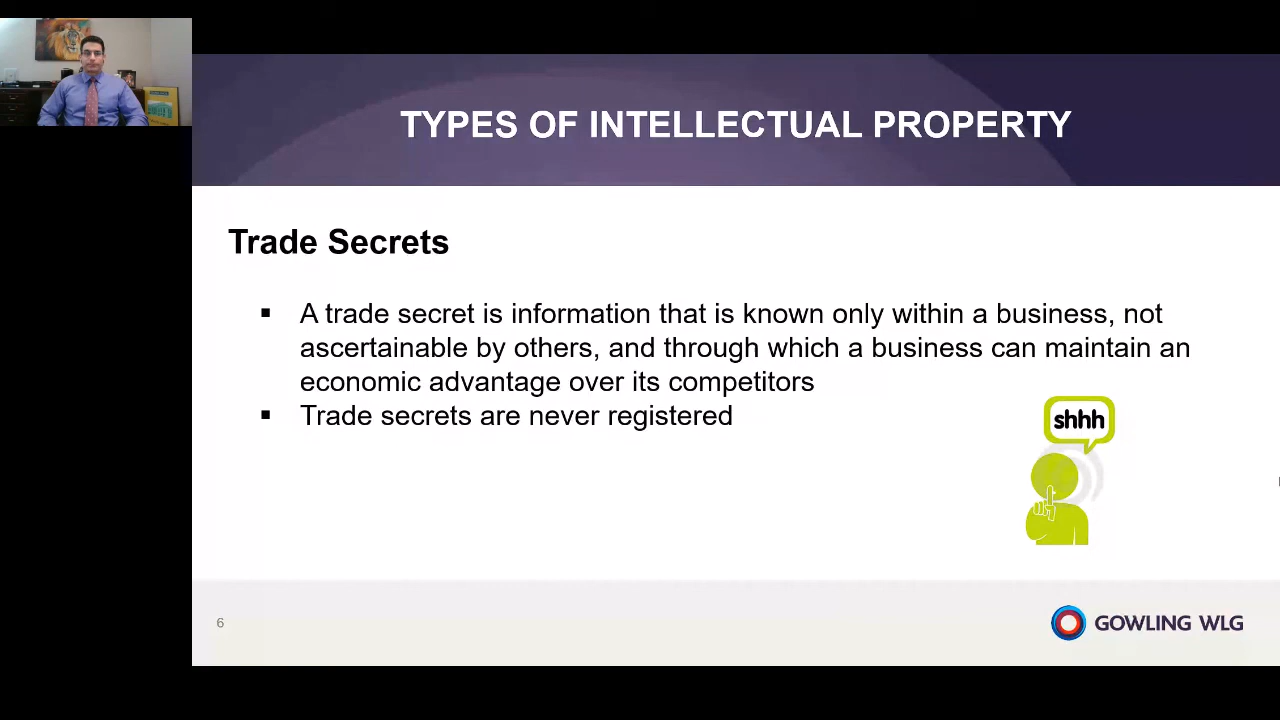 TYPES OF INTELLECTUAL PROPERTY
Trade Secrets
▪ A trade secret is information that is known only within a business, not
ascertainable by others, and through which a business can maintain an
economic advantage over its competitors
▪ Trade secrets are never registered
shhh
6
GOWLING WLG